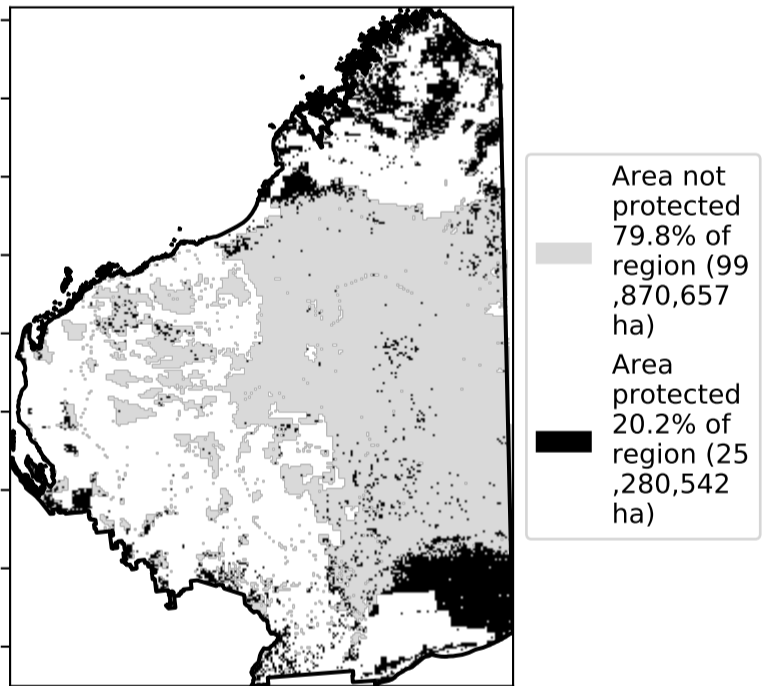 Area not
protected
79.8% of
region (99
,870,657
ha)
Area
protected
20.2% of
region (25
,280,542
ha)